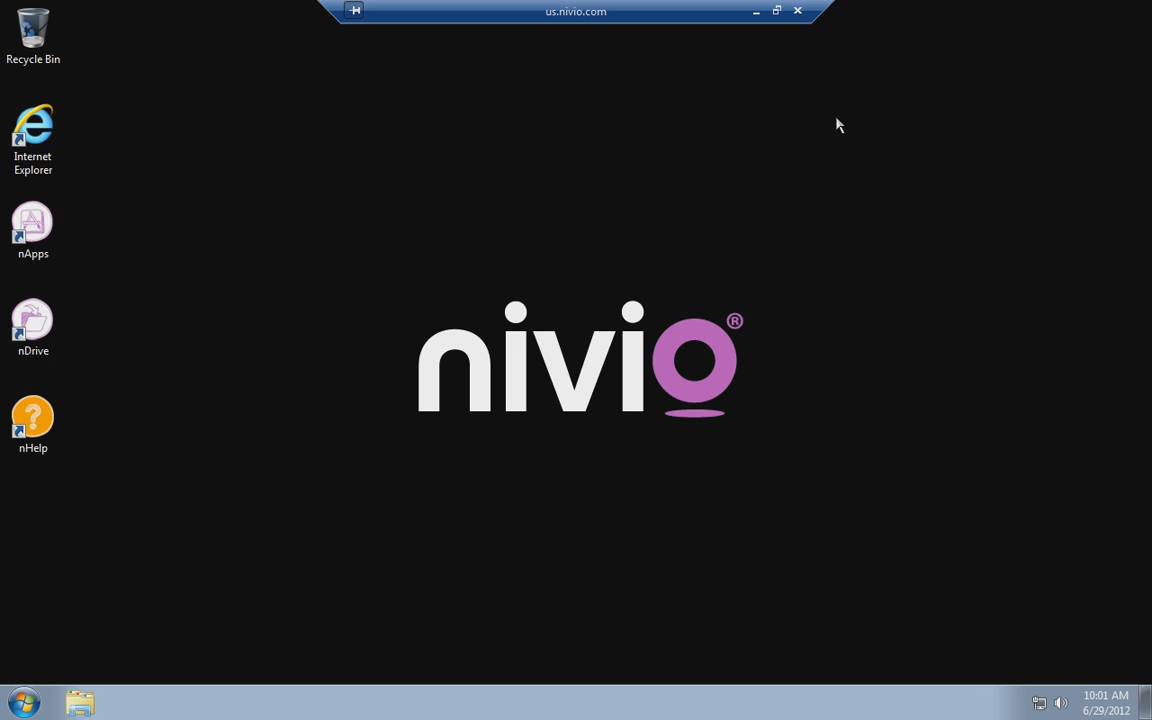 us.nivio.com
Recycle Bin
Internet
Explorer
nApps
nDrive
nHelp
nivio®
10:01 AM
6/29/2012